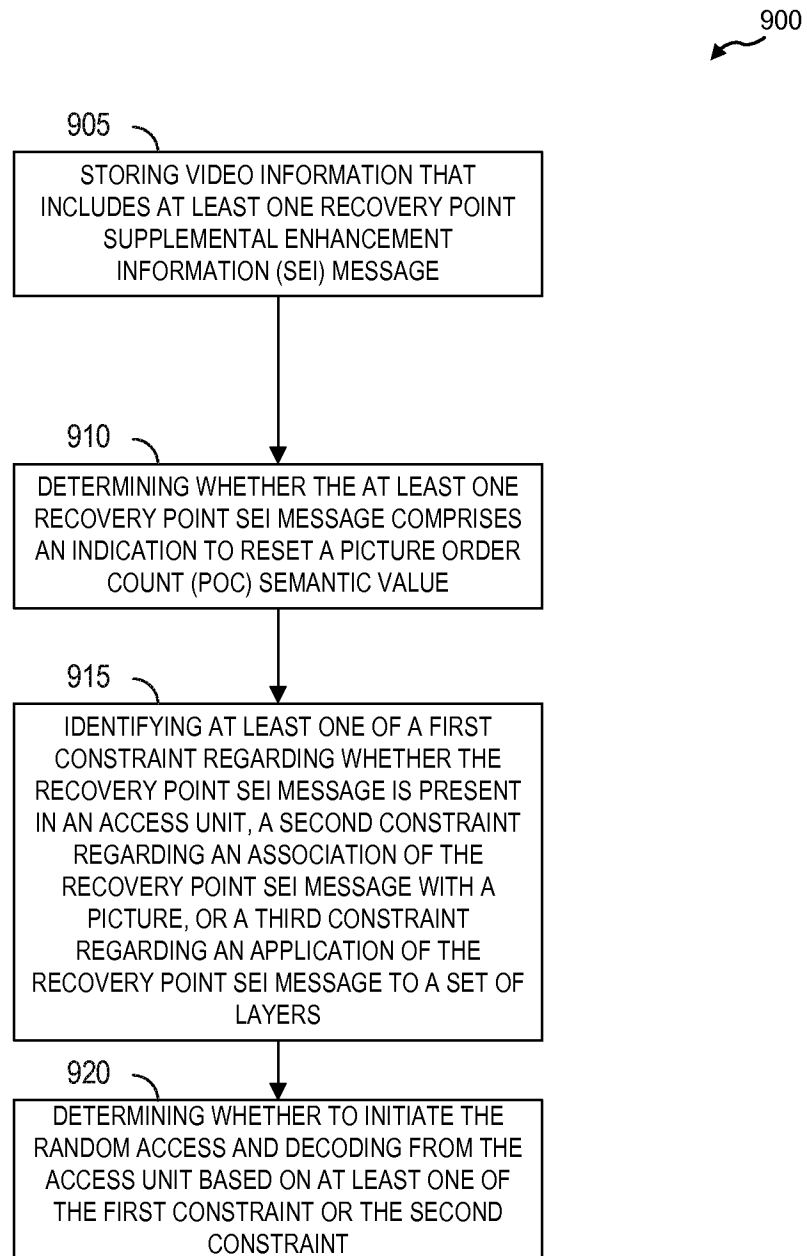 900
905
STORING VIDEO INFORMATION THAT
INCLUDES AT LEAST ONE RECOVERY POINT
SUPPLEMENTAL ENHANCEMENT
INFORMATION (SEI) MESSAGE
910
DETERMINING WHETHER THE AT LEAST ONE
RECOVERY POINT SEI MESSAGE COMPRISES
AN INDICATION TO RESET A PICTURE ORDER
COUNT (POC) SEMANTIC VALUE
915
IDENTIFYING AT LEAST ONE OF A FIRST
CONSTRAINT REGARDING WHETHER THE
RECOVERY POINT SEI MESSAGE IS PRESENT
IN AN ACCESS UNIT, A SECOND CONSTRAINT
REGARDING AN ASSOCIATION OF THE
RECOVERY POINT SEI MESSAGE WITH A
PICTURE, OR A THIRD CONSTRAINT
REGARDING AN APPLICATION OF THE
RECOVERY POINT SEI MESSAGE TO A SET OF
LAYERS
920
DETERMINING WHETHER TO INITIATE THE
RANDOM ACCESS AND DECODING FROM THE
ACCESS UNIT BASED ON AT LEAST ONE OF
THE FIRST CONSTRAINT OR THE SECOND
CONSTRAINT